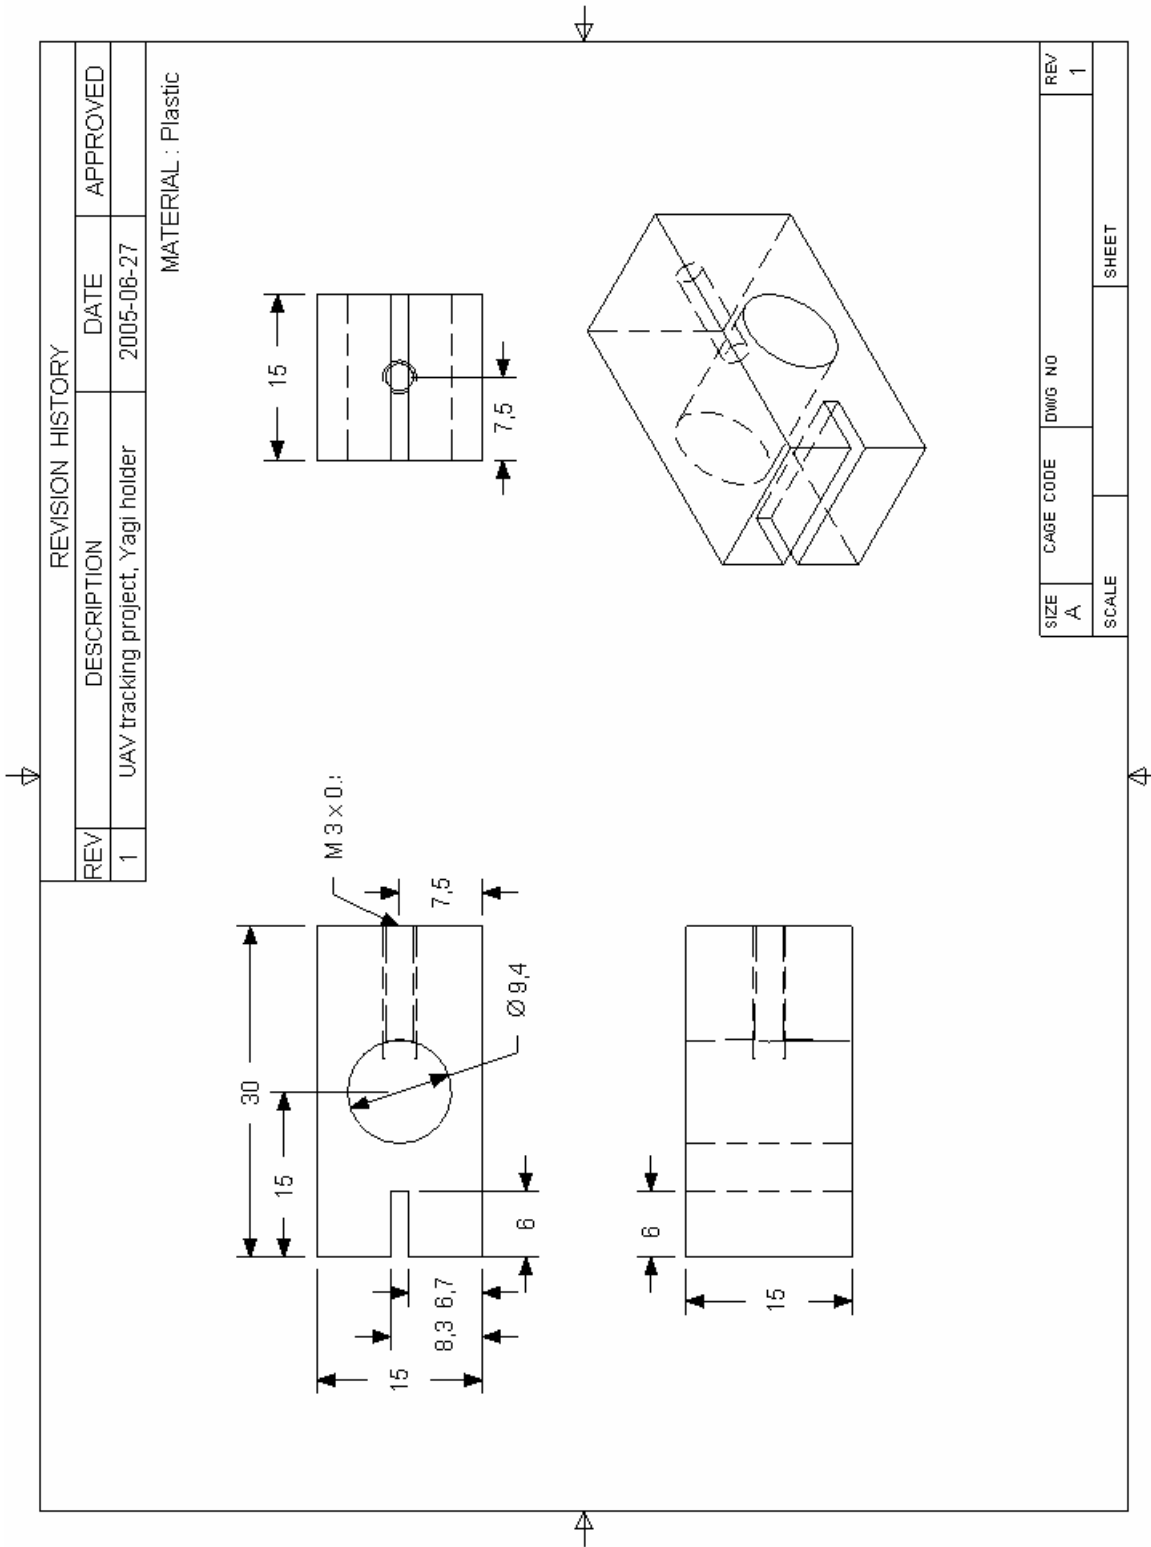 REVISION HISTORY
REV DESCRIPTION DATE APPROVED
1 UAV tracking project, Yagi holder 2005-06-27
MATERIAL : Plastic
30
15
M 3 x 0.
15
8,3 6,7
6
Ø 9,4
7,5
15
7,5
6
15
SIZE
A
CAGE CODE
DWG NO
REV
1
SCALE
SHEET